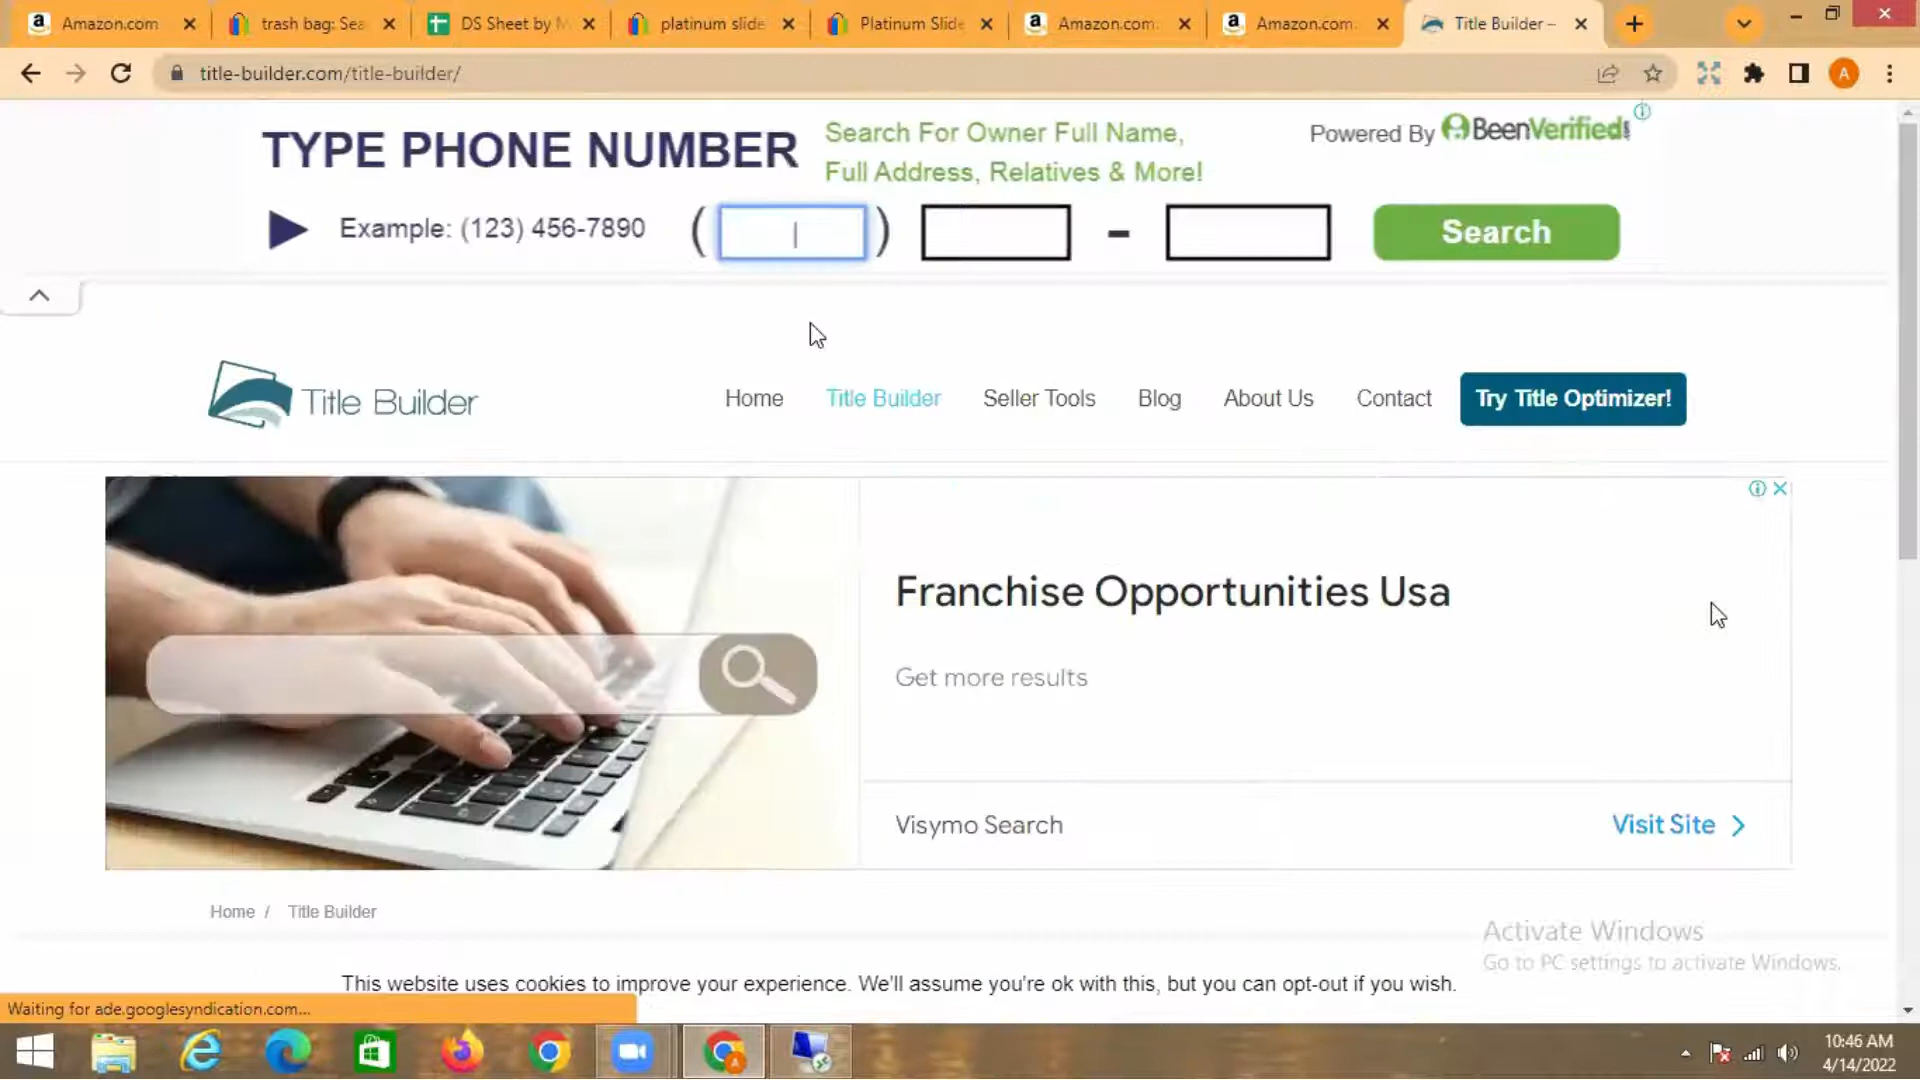 Amazon.com
trash bag: Sea
DS Sheet by M
platinum slide
Platinum Slide
Amazon.com:
Amazon.com:
Title Builder –
title-builder.com/title-builder/
A
TYPE PHONE NUMBER
Search For Owner Full Name,
Full Address, Relatives & More!
Powered By BeenVerified
Example: (123) 456-7890
( ) -
Search
Title Builder
Home
Title Builder
Seller Tools
Blog
About Us
Contact
Try Title Optimizer!
Franchise Opportunities Usa
Get more results
Visymo Search
Visit Site
Home / Title Builder
Activate Windows
Go to PC settings to activate Windows.
This website uses cookies to improve your experience. We'll assume you're ok with this, but you can opt-out if you wish.
Waiting for ade.googlesyndication.com...
10:46 AM
4/14/2022